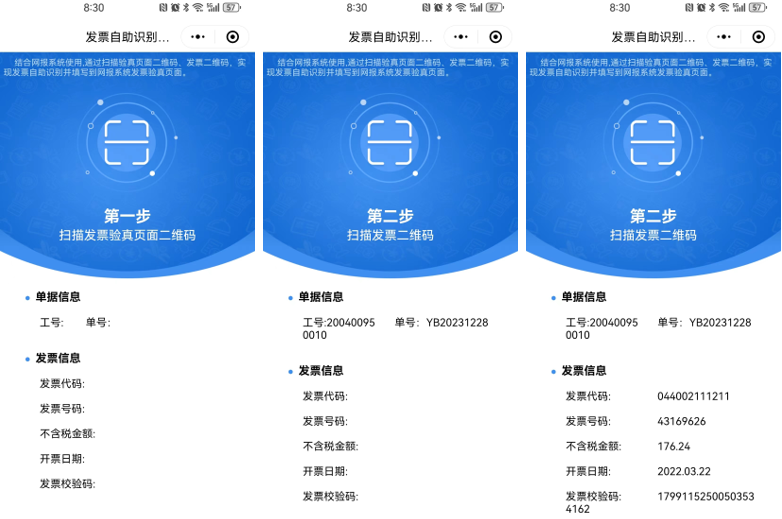 8:30
57
发票自助识别...
结合网报系统使用,通过扫描验真页面二维码、发票二维码，实
现发票自助识别并填写到网报系统发票验真页面。
第一步
扫描发票验真页面二维码
单据信息
工号:
单号:
发票信息
发票代码:
发票号码:
不含税金额:
开票日期:
发票校验码:
8:30
57
发票自助识别...
结合网报系统使用,通过扫描验真页面二维码、发票二维码，实
现发票自助识别并填写到网报系统发票验真页面。
第二步
扫描发票二维码
单据信息
工号:20040095
0010
单号: YB20231228
发票信息
发票代码:
发票号码:
不含税金额:
开票日期:
发票校验码:
8:30
57
发票自助识别...
结合网报系统使用,通过扫描验真页面二维码、发票二维码，实
现发票自助识别并填写到网报系统发票验真页面。
第二步
扫描发票二维码
单据信息
工号:20040095
0010
单号: YB20231228
发票信息
发票代码: 044002111211
发票号码: 43169626
不含税金额: 176.24
开票日期: 2022.03.22
发票校验码: 1799115250050353
4162